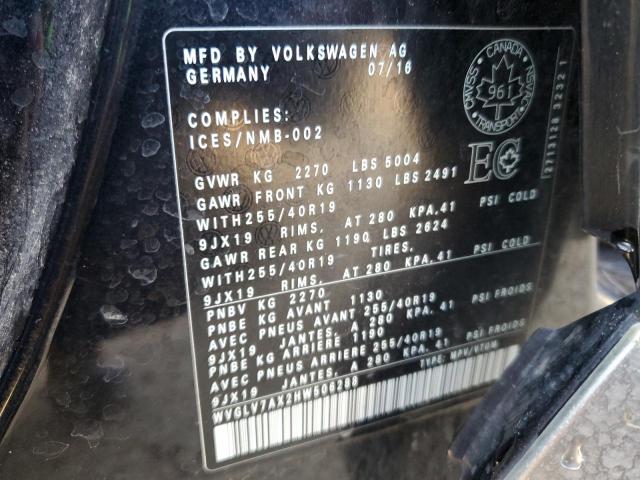 MFD BY VOLKSWAGEN AG
GERMANY 07/16
COMPLIES:
ICES/NMB-002
GVWR KG 2270 LBS 5004
GAWR FRONT KG 1130 LBS 2491
WITH255/40R19
9JX19 RIMS. AT 280 KPA.41 PSI COLD
GAWR REAR KG 1190 LBS 2624
WITH255/40R19 TIRES.
9JX19 RIMS. AT 280 KPA.41 PSI COLD
PNBV KG 2270
PNBE KG AVANT 1130
AVEC PNEUS AVANT 255/40R19
9JX19 JANTES. A 280 KPA.41 PSI FROIDS
PNBE KG ARRIERE 1190
AVEC PNEUS ARRIERE 255/40R19
9JX19 JANTES. A 280 KPA. 41 PSI FROIDS
WVGLV7AX2HW506288 TYPE: MPV/VTUM
CANADA
961
TRANSPORT
EC